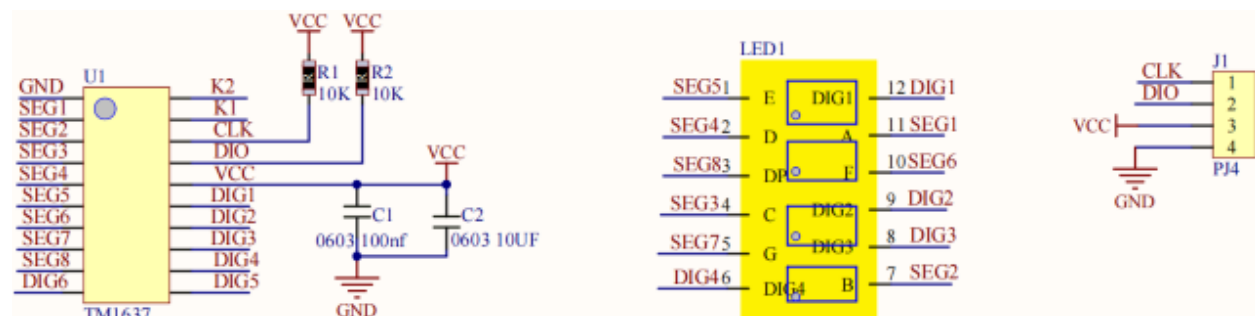 VCC VCC
U1
R1 R2
10K 10K
GND K2
SEG1 K1
SEG2 CLK
SEG3 DIO
SEG4 VCC
SEG5 DIG1
SEG6 DIG2
SEG7 DIG3
SEG8 DIG4
DIG6 DIG5
TM1637
VCC
C1 C2
0603 100nf 0603 10UF
GND
LED1
SEG5 1 E DIG1 12 DIG1
SEG4 2 D A 11 SEG1
SEG8 3 DP F 10 SEG6
SEG3 4 C DIG2 9 DIG2
SEG7 5 G DIG3 8 DIG3
DIG4 6 DIG4 B 7 SEG2
J1
CLK 1
DIO 2
VCC 3
4
PJ4
GND